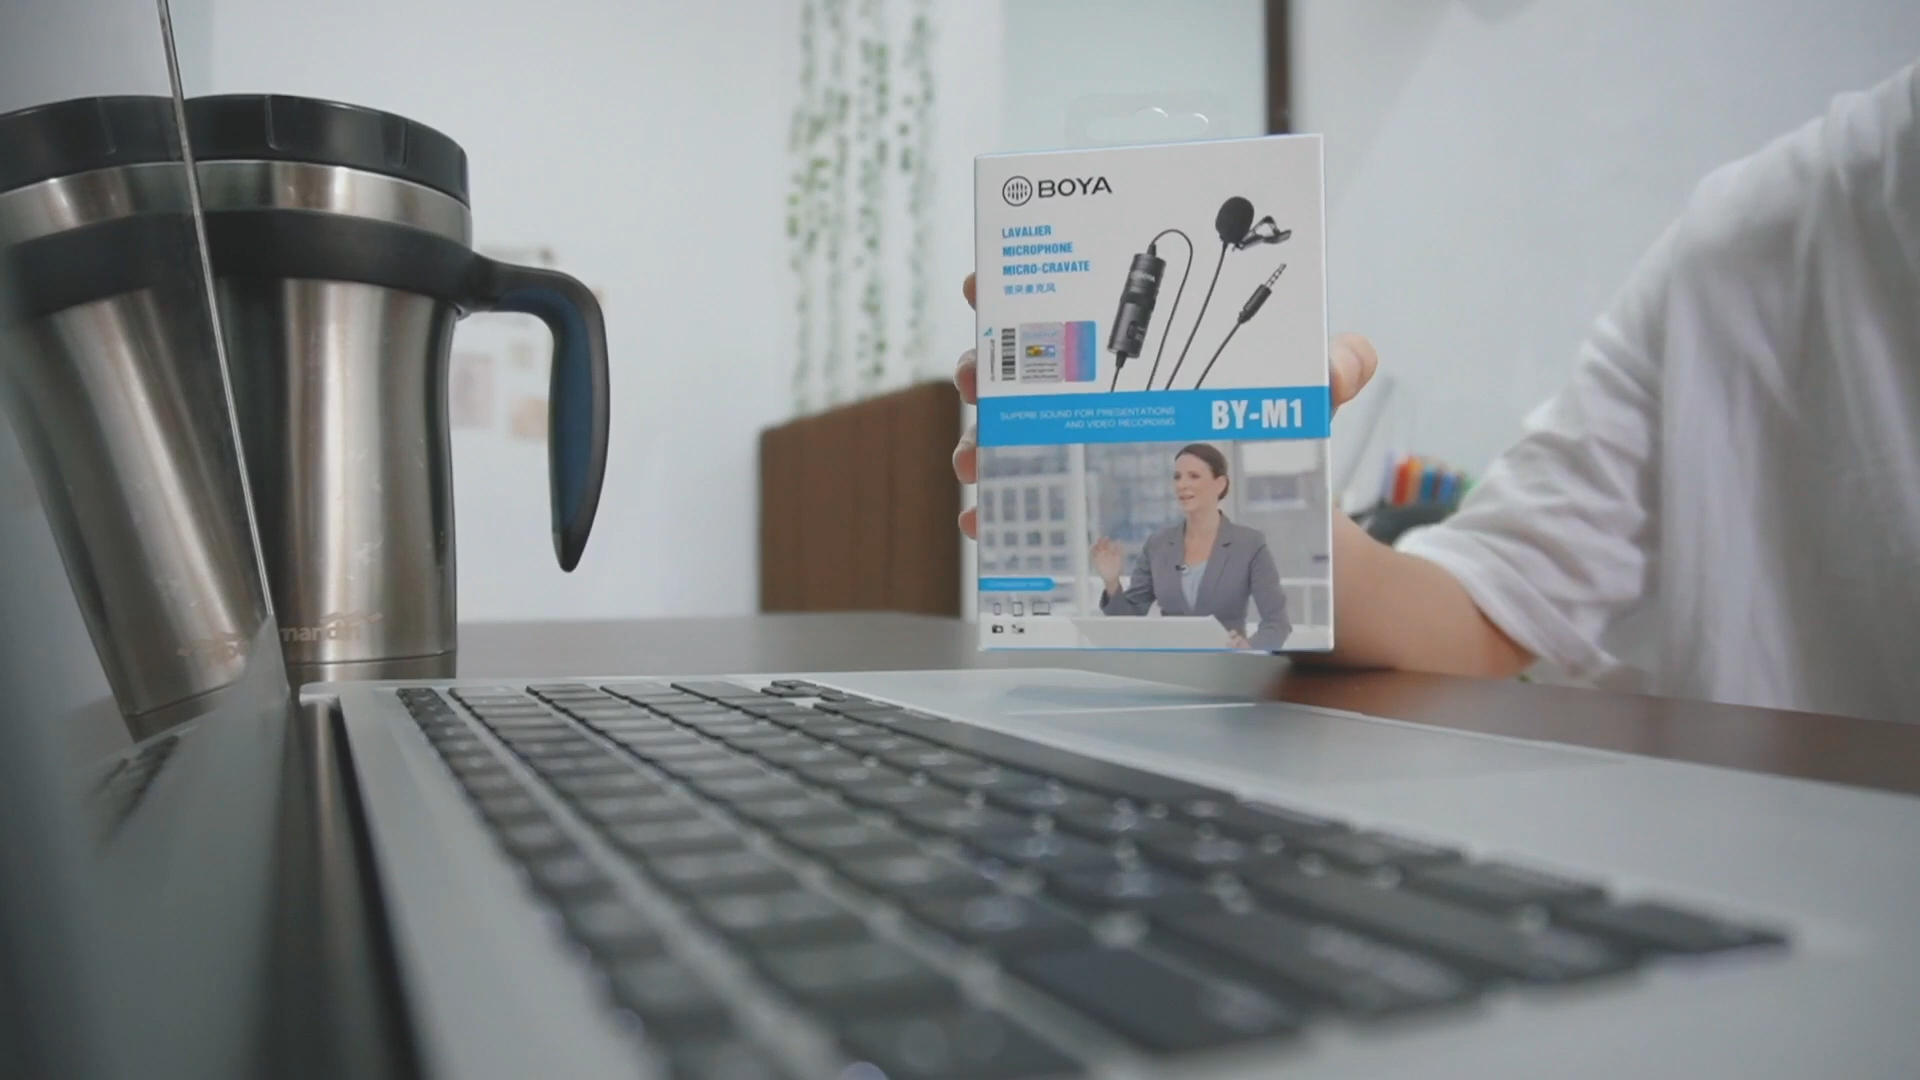 BOYA
LAVALIER
MICROPHONE
MICRO-CRAVATE
领夹麦克风
SUPERB SOUND FOR PRESENTATIONS
AND VIDEO RECORDING
BY-M1
mandiri